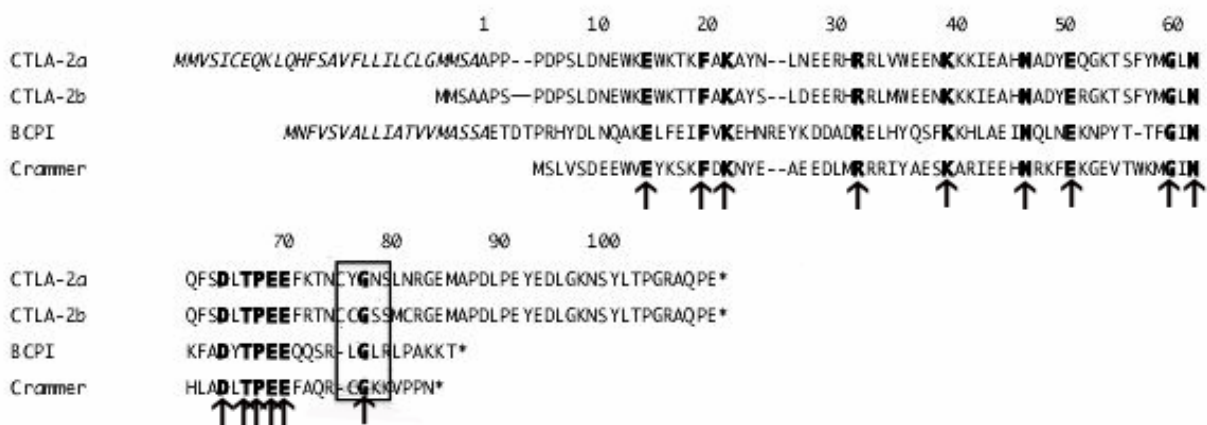 1 10 20 30 40 50 60
CTLA-2a MMVSICEQKLQHFSAVFLLILCLGMMSAAPP--PDPSLDNEWKEWKTKFAKAYN--LNEERHRRLVWEENKKKIEAHNADYEQGKTSFYMGLN
CTLA-2b MMSAAPS--PDPSLDNEWKEWKTTFAKAYS--LDEERHRRLMWEENKKKIEAHNADYERGKTSFYMGLN
BCPI MNFVSVALLIATVVMASSAETDTPRHYDLNQAKELFEIFVKEHNREYKDDADRELHYQSFKKHLAEINQLNEKNPYT-TFGIN
Crammer MSLVSDEEWVEYKSKFDKNYE--AEEDLMRRRIYAESKARIEEHNRKFEKGEVTWKMGIN
70 80 90 100
CTLA-2a QFSDLTPEEFKTNCYGNSLNRGEMAPDLPEYEDLGKNSYLTPGRAQPE*
CTLA-2b QFSDLTPEEFRTNCCGSSMCRGEMAPDLPEYEDLGKNSYLTPGRAQPE*
BCPI KFADYTPEEQQSR-LGLRLPAKKT*
Crammer HLADLTPEEFAQR-CGKKVPPN*